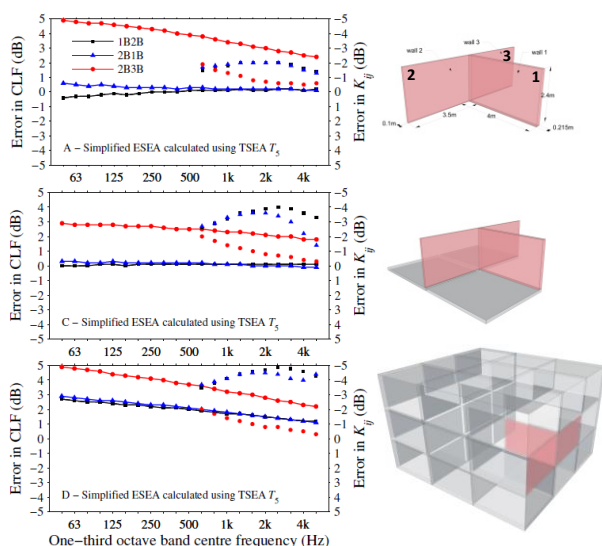 Error in CLF (dB)
5
4
3
2
1
0
-1
-2
-3
-4
-5
1B2B
2B1B
2B3B
A – Simplified ESEA calculated using TSEA T5
63 125 250 500 1k 2k 4k
-5
-4
-3
-2
-1
0
1
2
3
4
5
Error in Kij (dB)
wall 3
wall 2
wall 1
2
3
1
2.4m
0.1m
3.5m
4m
0.215m
Error in CLF (dB)
5
4
3
2
1
0
-1
-2
-3
-4
-5
C – Simplified ESEA calculated using TSEA T5
63 125 250 500 1k 2k 4k
-5
-4
-3
-2
-1
0
1
2
3
4
5
Error in Kij (dB)
Error in CLF (dB)
5
4
3
2
1
0
-1
-2
-3
-4
-5
D – Simplified ESEA calculated using TSEA T5
63 125 250 500 1k 2k 4k
-5
-4
-3
-2
-1
0
1
2
3
4
5
Error in Kij (dB)
One-third octave band centre frequency (Hz)